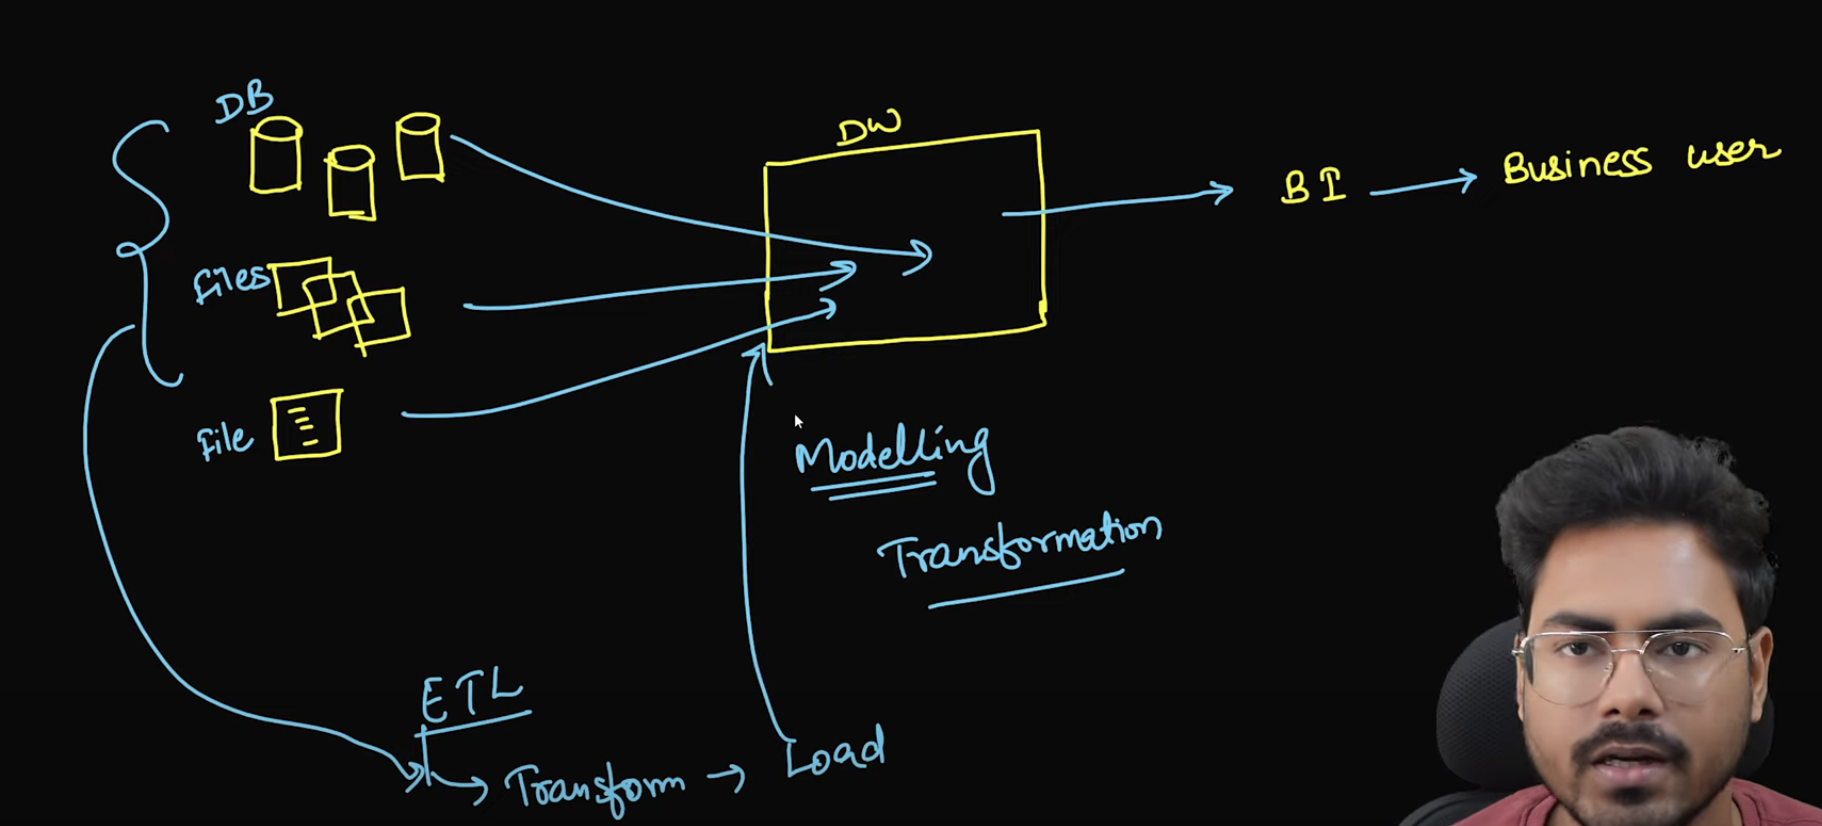 DB
DW
BI
Business user
files
file
Modelling
Transformation
ETL
Transform
Load